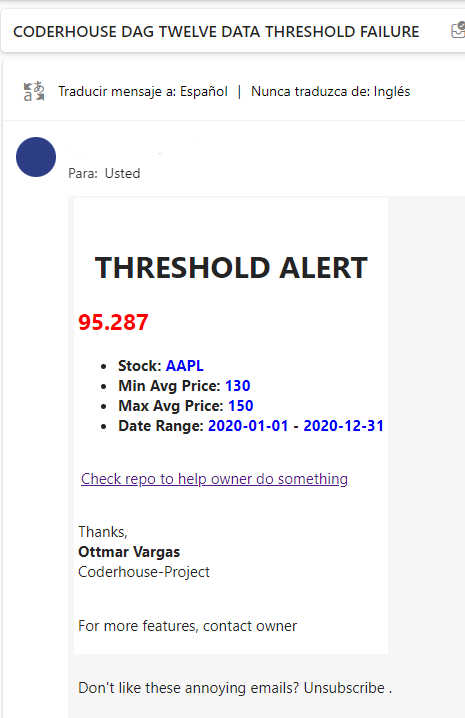 CODERHOUSE DAG TWELVE DATA THRESHOLD FAILURE
Traducir mensaje a: Español | Nunca traduzca de: Inglés
Para: Usted
THRESHOLD ALERT
95.287
Stock: AAPL
Min Avg Price: 130
Max Avg Price: 150
Date Range: 2020-01-01 - 2020-12-31
Check repo to help owner do something
Thanks,
Ottmar Vargas
Coderhouse-Project
For more features, contact owner
Don't like these annoying emails? Unsubscribe .